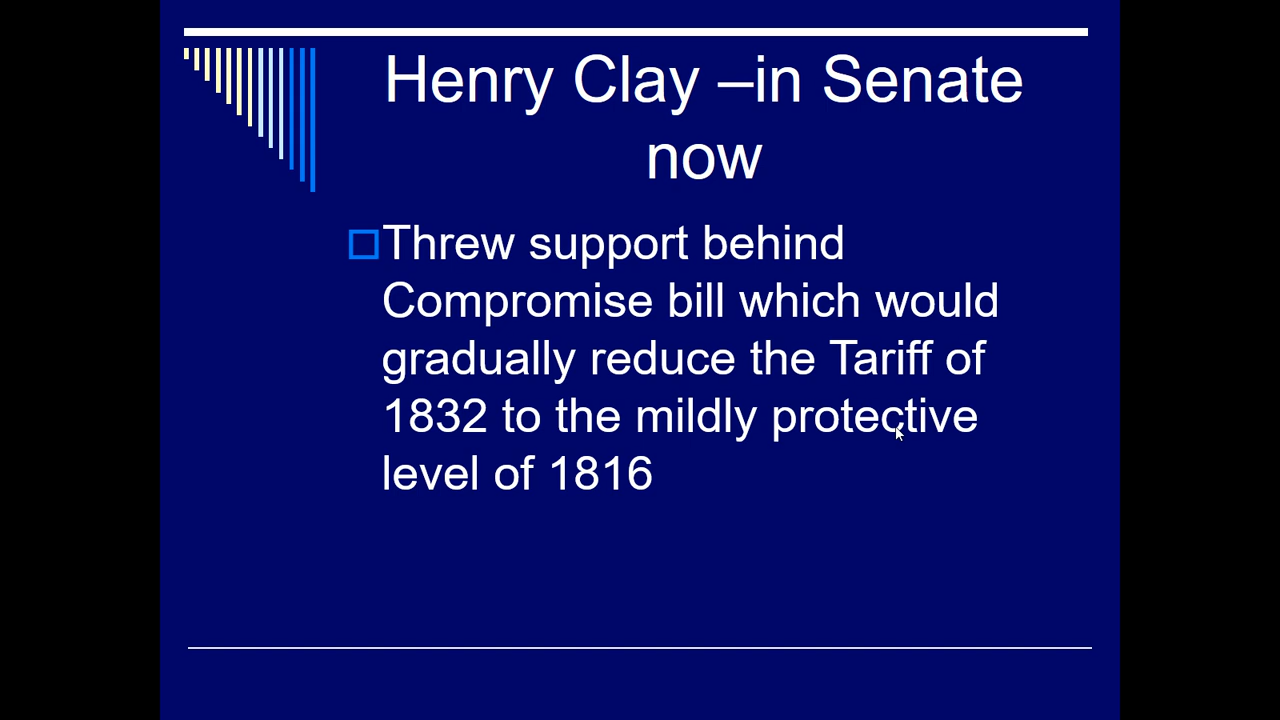 Henry Clay –in Senate
now
Threw support behind
Compromise bill which would
gradually reduce the Tariff of
1832 to the mildly protective
level of 1816